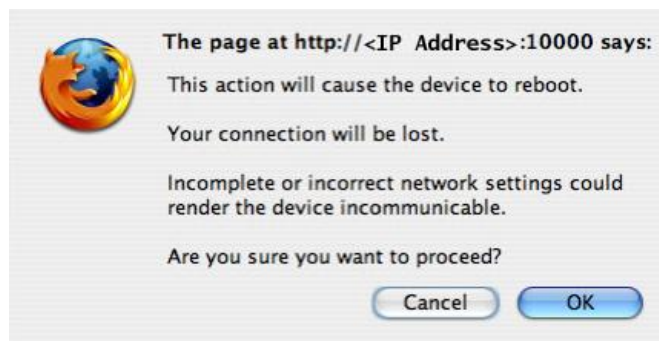 The page at http://<IP Address>:10000 says:
This action will cause the device to reboot.
Your connection will be lost.
Incomplete or incorrect network settings could
render the device incommunicable.
Are you sure you want to proceed?
Cancel
OK